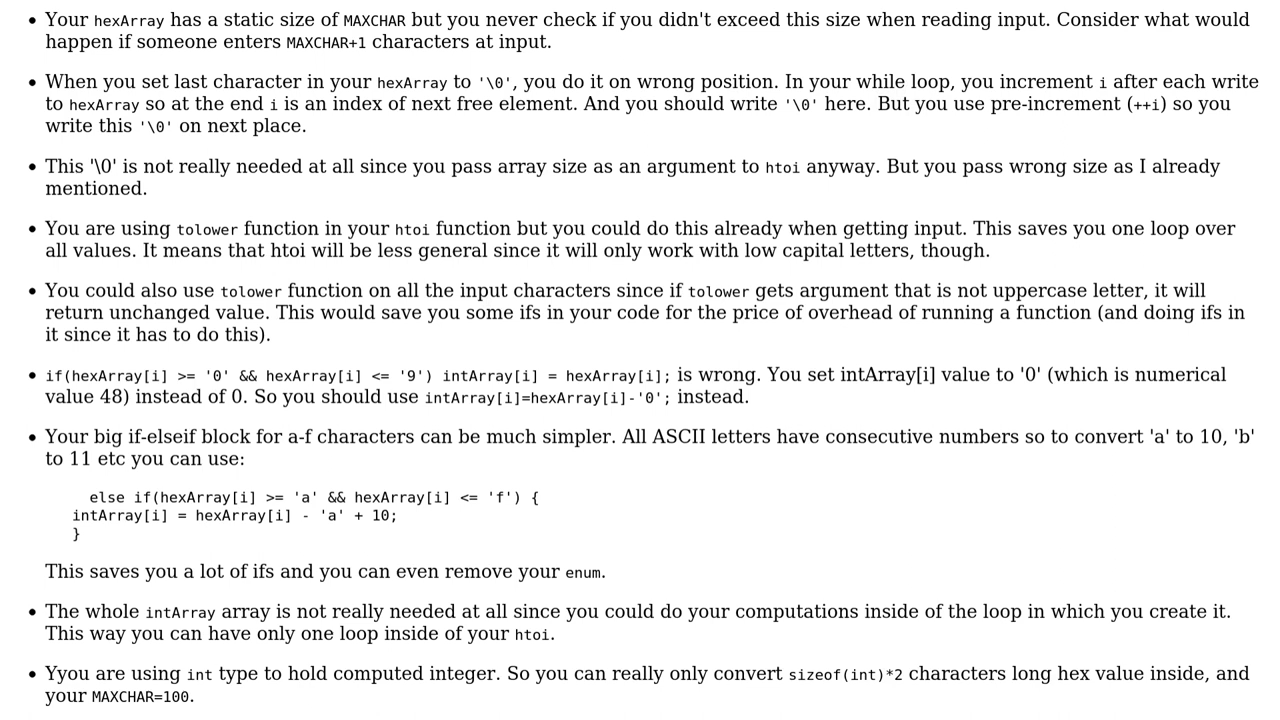 • Your hexArray has a static size of MAXCHAR but you never check if you didn't exceed this size when reading input. Consider what would
happen if someone enters MAXCHAR+1 characters at input.
• When you set last character in your hexArray to '\0', you do it on wrong position. In your while loop, you increment i after each write
to hexArray so at the end i is an index of next free element. And you should write '\0' here. But you use pre-increment (++i) so you
write this '\0' on next place.
• This '\0' is not really needed at all since you pass array size as an argument to htoi anyway. But you pass wrong size as I already
mentioned.
• You are using tolower function in your htoi function but you could do this already when getting input. This saves you one loop over
all values. It means that htoi will be less general since it will only work with low capital letters, though.
• You could also use tolower function on all the input characters since if tolower gets argument that is not uppercase letter, it will
return unchanged value. This would save you some ifs in your code for the price of overhead of running a function (and doing ifs in
it since it has to do this).
• if(hexArray[i] >= '0' && hexArray[i] <= '9') intArray[i] = hexArray[i]; is wrong. You set intArray[i] value to '0' (which is numerical
value 48) instead of 0. So you should use intArray[i]=hexArray[i]-'0'; instead.
• Your big if-elseif block for a-f characters can be much simpler. All ASCII letters have consecutive numbers so to convert 'a' to 10, 'b'
to 11 etc you can use:
else if(hexArray[i] >= 'a' && hexArray[i] <= 'f') {
intArray[i] = hexArray[i] - 'a' + 10;
}
This saves you a lot of ifs and you can even remove your enum.
• The whole intArray array is not really needed at all since you could do your computations inside of the loop in which you create it.
This way you can have only one loop inside of your htoi.
• Yyou are using int type to hold computed integer. So you can really only convert sizeof(int)*2 characters long hex value inside, and
your MAXCHAR=100.